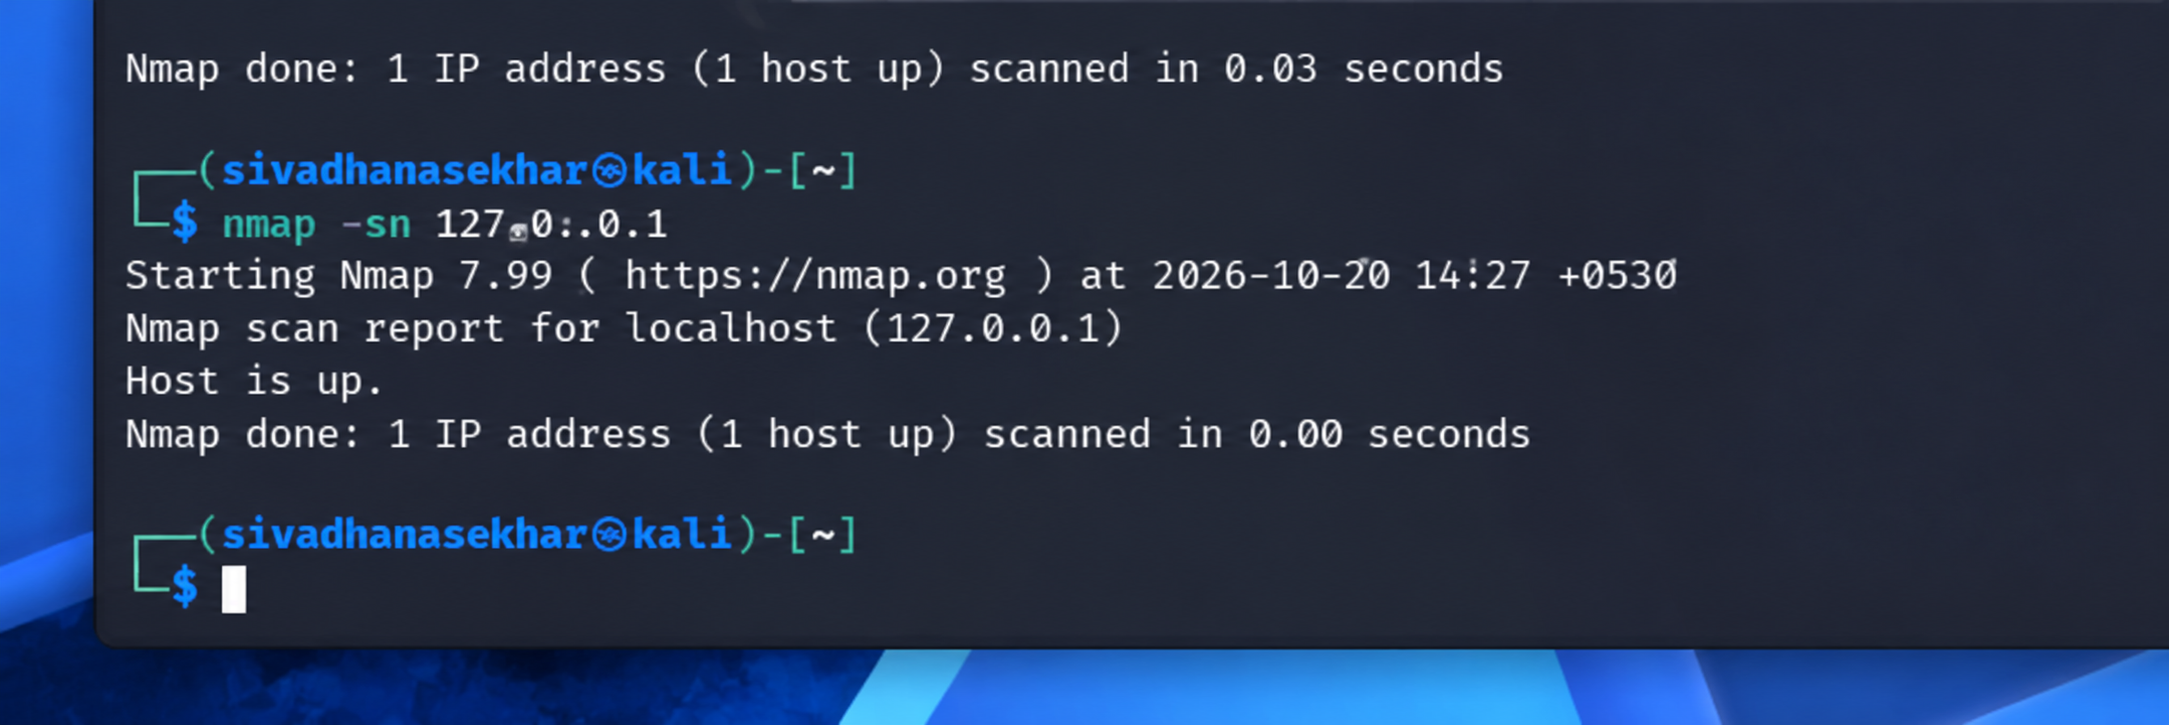 Nmap done: 1 IP address (1 host up) scanned in 0.03 seconds
┌──(sivadhanasekhar㉿kali)-[~]
└─$ nmap -sn 127.0:.0.1
Starting Nmap 7.99 ( https://nmap.org ) at 2026-10-20 14:27 +0530
Nmap scan report for localhost (127.0.0.1)
Host is up.
Nmap done: 1 IP address (1 host up) scanned in 0.00 seconds
┌──(sivadhanasekhar㉿kali)-[~]
└─$